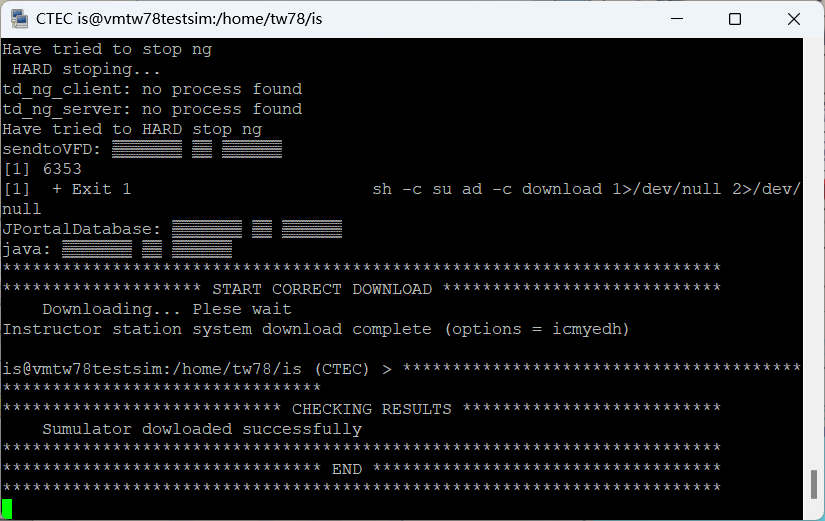 CTEC is@vmtw78testsim:/home/tw78/is
Have tried to stop ng
HARD stoping...
td_ng_client: no process found
td_ng_server: no process found
Have tried to HARD stop ng
sendtoVFD: ▒▒▒▒▒▒▒ ▒▒ ▒▒▒▒▒▒
[1] 6353
[1]  + Exit 1                        sh -c su ad -c download 1>/dev/null 2>/dev/
null
JPortalDatabase: ▒▒▒▒▒▒▒ ▒▒ ▒▒▒▒▒▒
java: ▒▒▒▒▒▒▒ ▒▒ ▒▒▒▒▒▒
************************************************************************
******************** START CORRECT DOWNLOAD ****************************
Downloading... Plese wait
Instructor station system download complete (options = icmyedh)
is@vmtw78testsim:/home/tw78/is (CTEC) > ****************************************
********************************
**************************** CHECKING RESULTS **************************
Sumulator dowloaded successfully
************************************************************************
******************************** END ***********************************
************************************************************************